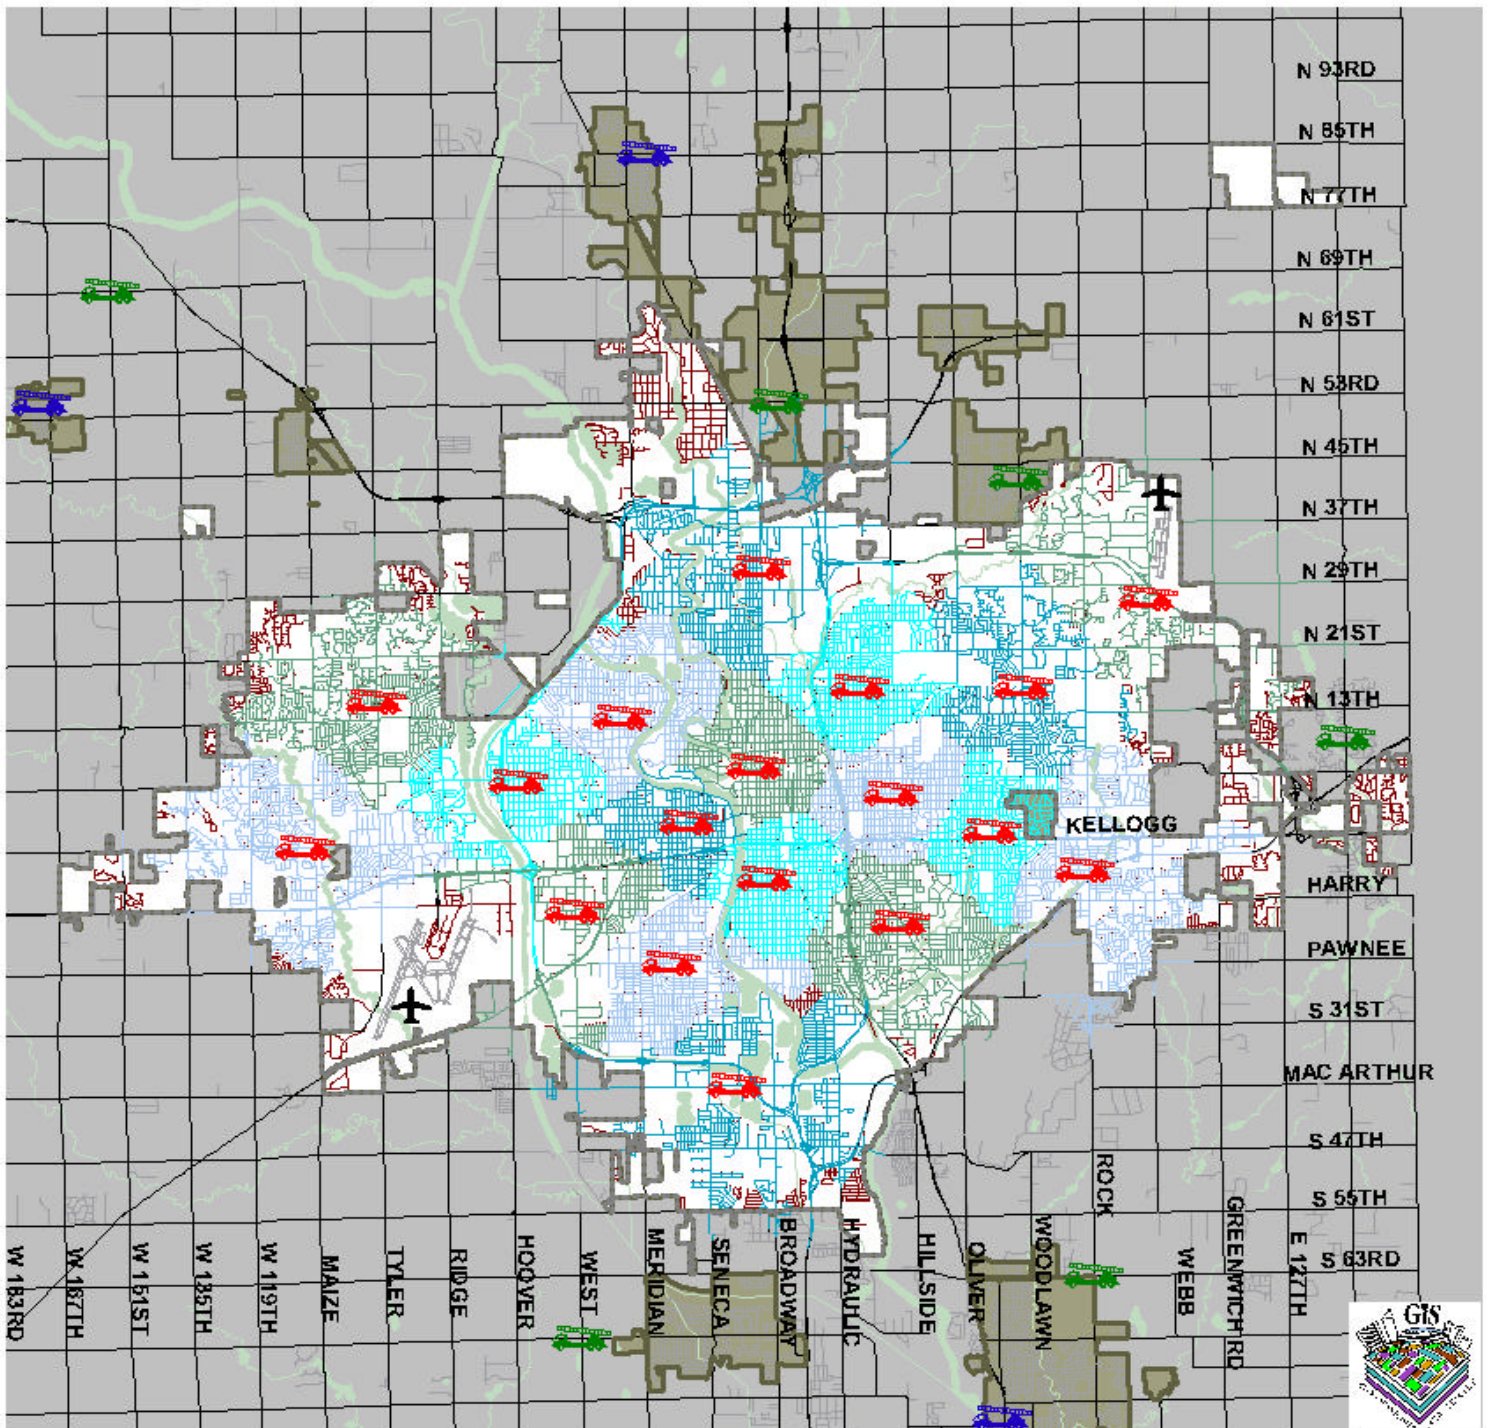 N 93RD
N 85TH
N 77TH
N 69TH
N 61ST
N 53RD
N 45TH
N 37TH
N 29TH
N 21ST
N 13TH
KELLOGG
HARRY
PAWNEE
S 31ST
MAC ARTHUR
S 47TH
S 55TH
S 63RD
W 183RD
W 167TH
W 151ST
W 135TH
W 119TH
MAIZE
TYLER
RIDGE
HOOVER
WEST
MERIDIAN
SENECA
BROADWAY
HYDRAULIC
HILLSIDE
OLIVER
WOODLAWN
ROCK
WEBB
GREENWICH RD
E 127TH
GIS